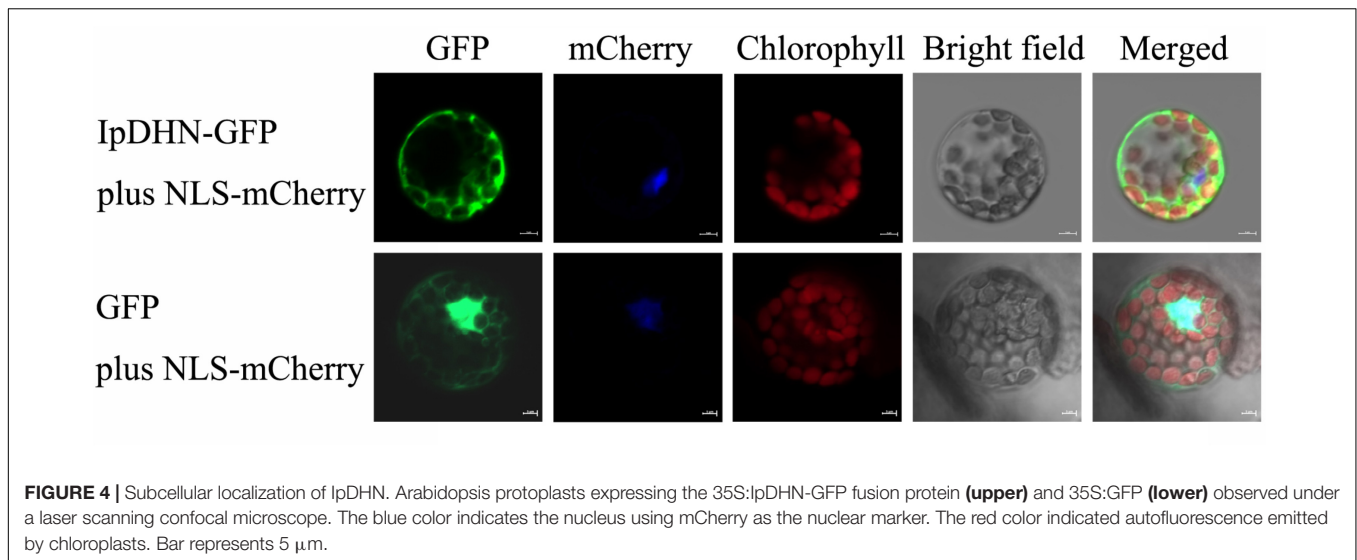 GFP mCherry Chlorophyll Bright field Merged
IpDHN-GFP
plus NLS-mCherry
GFP
plus NLS-mCherry
FIGURE 4 | Subcellular localization of IpDHN. Arabidopsis protoplasts expressing the 35S:IpDHN-GFP fusion protein (upper) and 35S:GFP (lower) observed under
a laser scanning confocal microscope. The blue color indicates the nucleus using mCherry as the nuclear marker. The red color indicated autofluorescence emitted
by chloroplasts. Bar represents 5 μm.